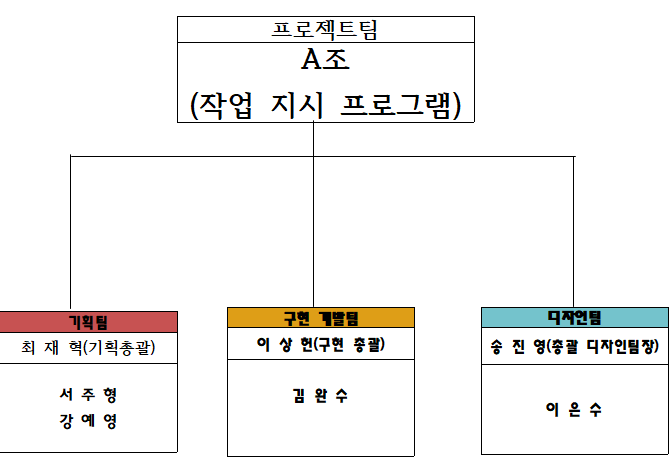 프로젝트팀
A조
(작업 지시 프로그램)
기획팀
최 재 혁(기획총괄)
서 주 형
강 예 영
구현 개발팀
이 상 헌(구현 총괄)
김 완 수
디자인팀
송 진 영(총괄 디자인팀장)
이 은 수